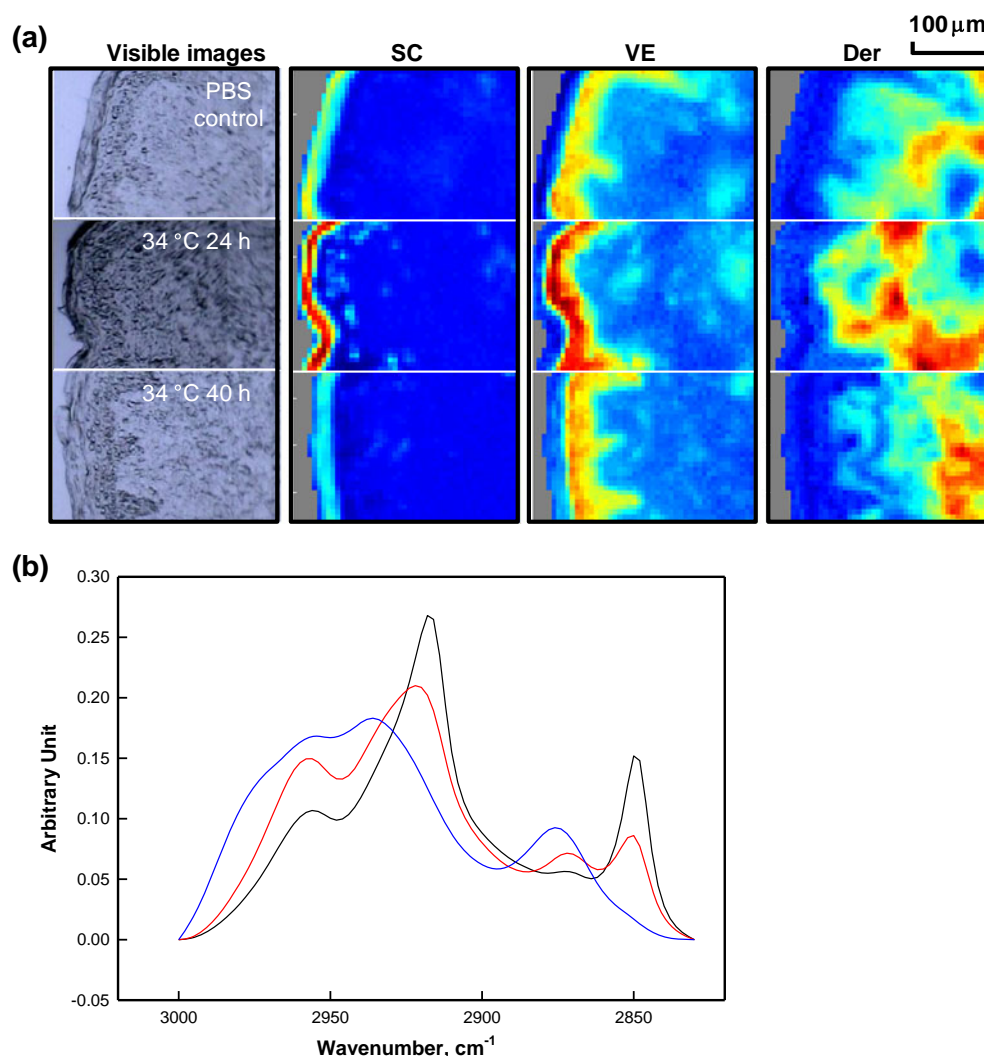 (a)
100 μm
Visible images SC VE Der
PBS
control
34 °C 24 h
34 °C 40 h
(b)
0.30
0.25
0.20
0.15
0.10
0.05
0.00
-0.05
Arbitrary Unit
3000 2950 2900 2850
Wavenumber, cm⁻¹